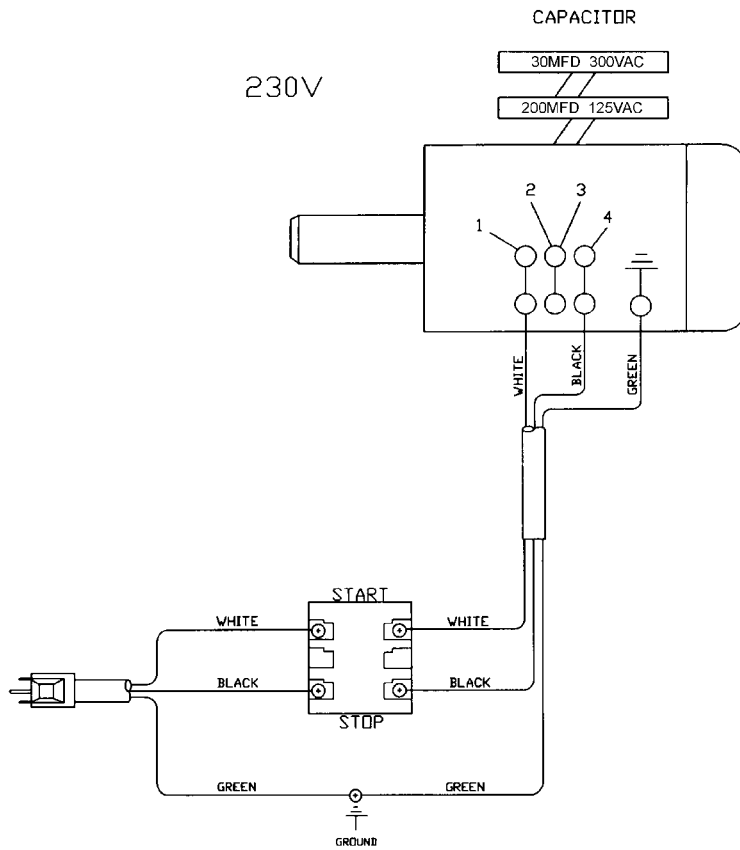 CAPACITOR
30MFD 300VAC
200MFD 125VAC
230V
2 3
1 4
WHITE
BLACK
GREEN
START
WHITE WHITE
BLACK BLACK
STOP
GREEN GREEN
GROUND